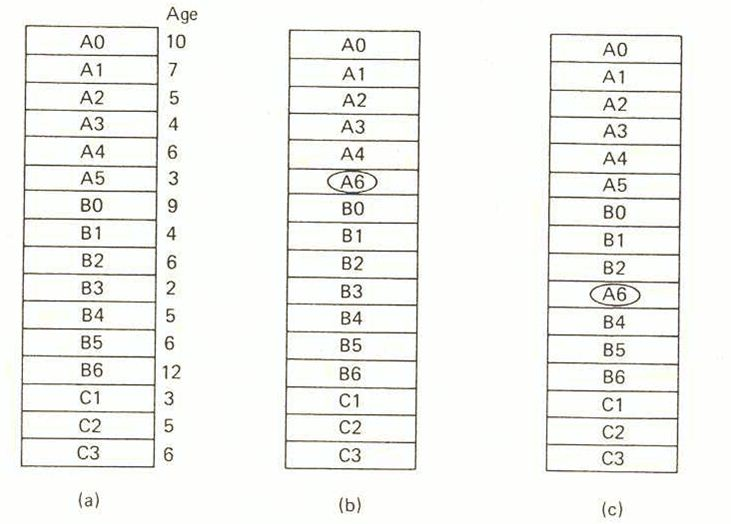 Age
A0 10
A1 7
A2 5
A3 4
A4 6
A5 3
B0 9
B1 4
B2 6
B3 2
B4 5
B5 6
B6 12
C1 3
C2 5
C3 6
(a)
A0
A1
A2
A3
A4
A6
B0
B1
B2
B3
B4
B5
B6
C1
C2
C3
(b)
A0
A1
A2
A3
A4
A5
B0
B1
B2
A6
B4
B5
B6
C1
C2
C3
(c)